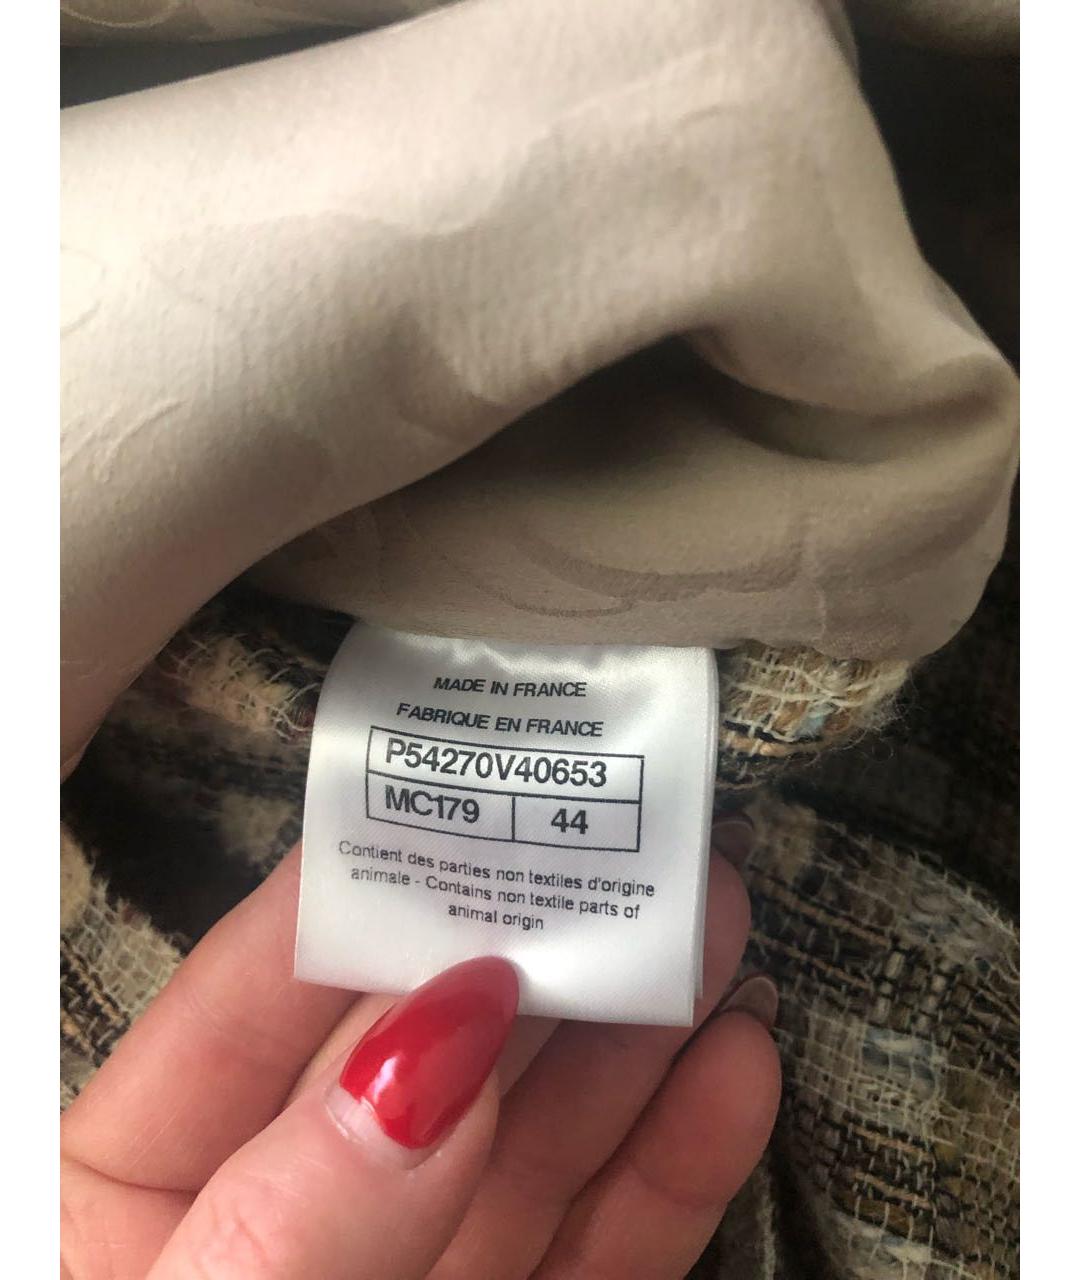 MADE IN FRANCE
FABRIQUE EN FRANCE
P54270V40653
MC179 44
Contient des parties non textiles d'origine
animale - Contains non textile parts of
animal origin